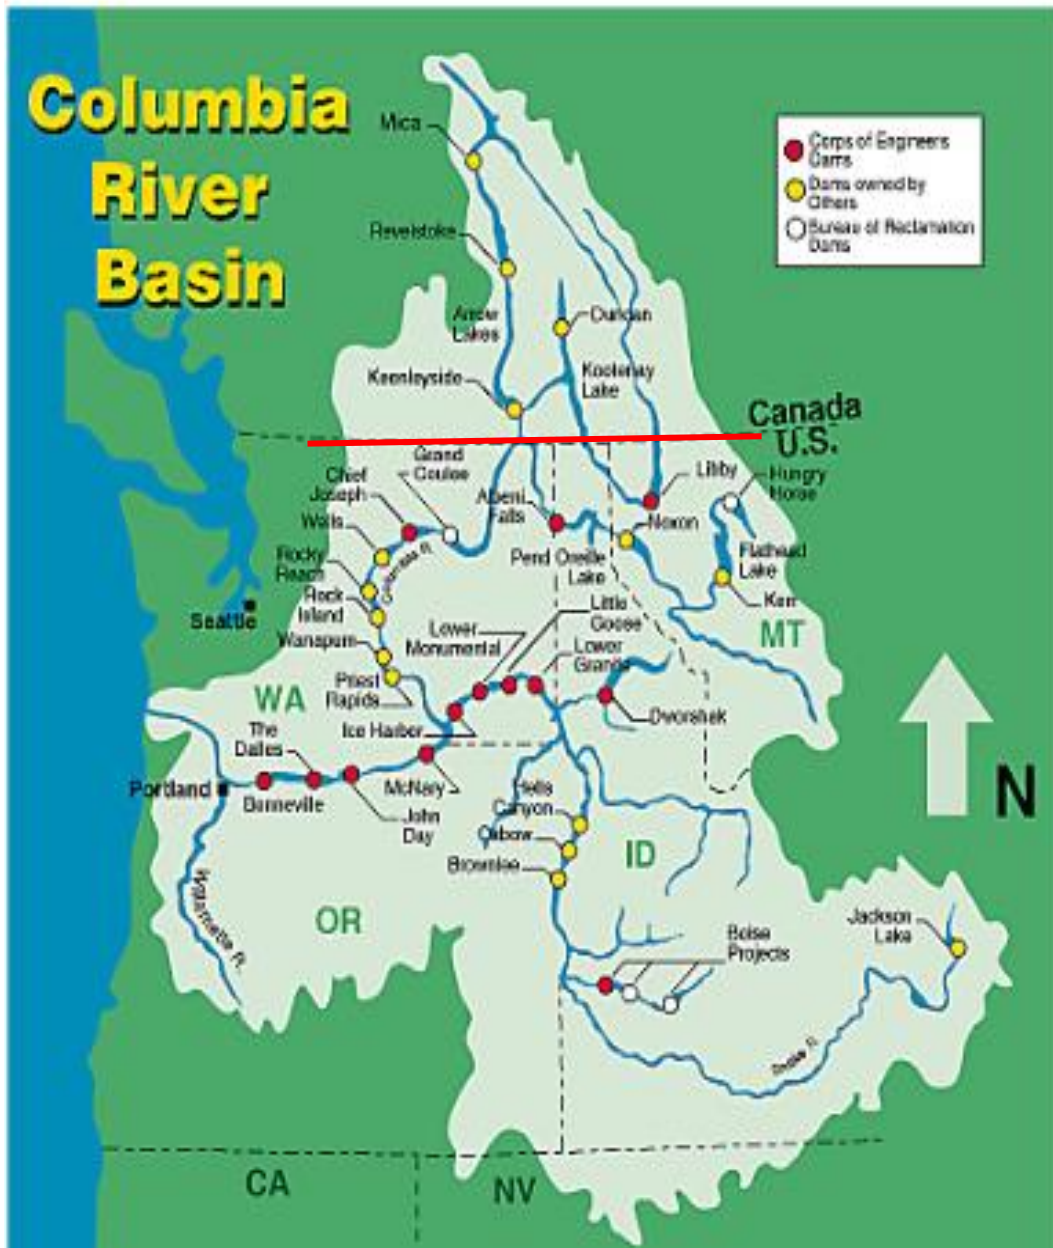 Columbia
River
Basin
Corps of Engineers
Dams
Dams owned by
Others
Bureau of Reclamation
Dams
Mica
Revelstoke
Arrow
Lakes
Duncan
Keenleyside
Kootenay
Lake
Canada
U.S.
Grand
Coulee
Chief
Joseph
Libby
Hungry
Horse
Albeni
Falls
Wells
Noxon
Columbia R.
Rocky
Reach
Pend Oreille
Lake
Flathead
Lake
Rock
Island
Kerr
Seattle
Little
Goose
Lower
Monumental
MT
Wanapum
Lower
Granite
Priest
Rapids
WA
Ice Harbor
Dworshak
The
Dalles
Portland
Bonneville
McNary
John
Day
N
Hells
Canyon
Oxbow
Brownlee
ID
Willamette R.
OR
Boise
Projects
Jackson
Lake
Snake R.
CA
NV